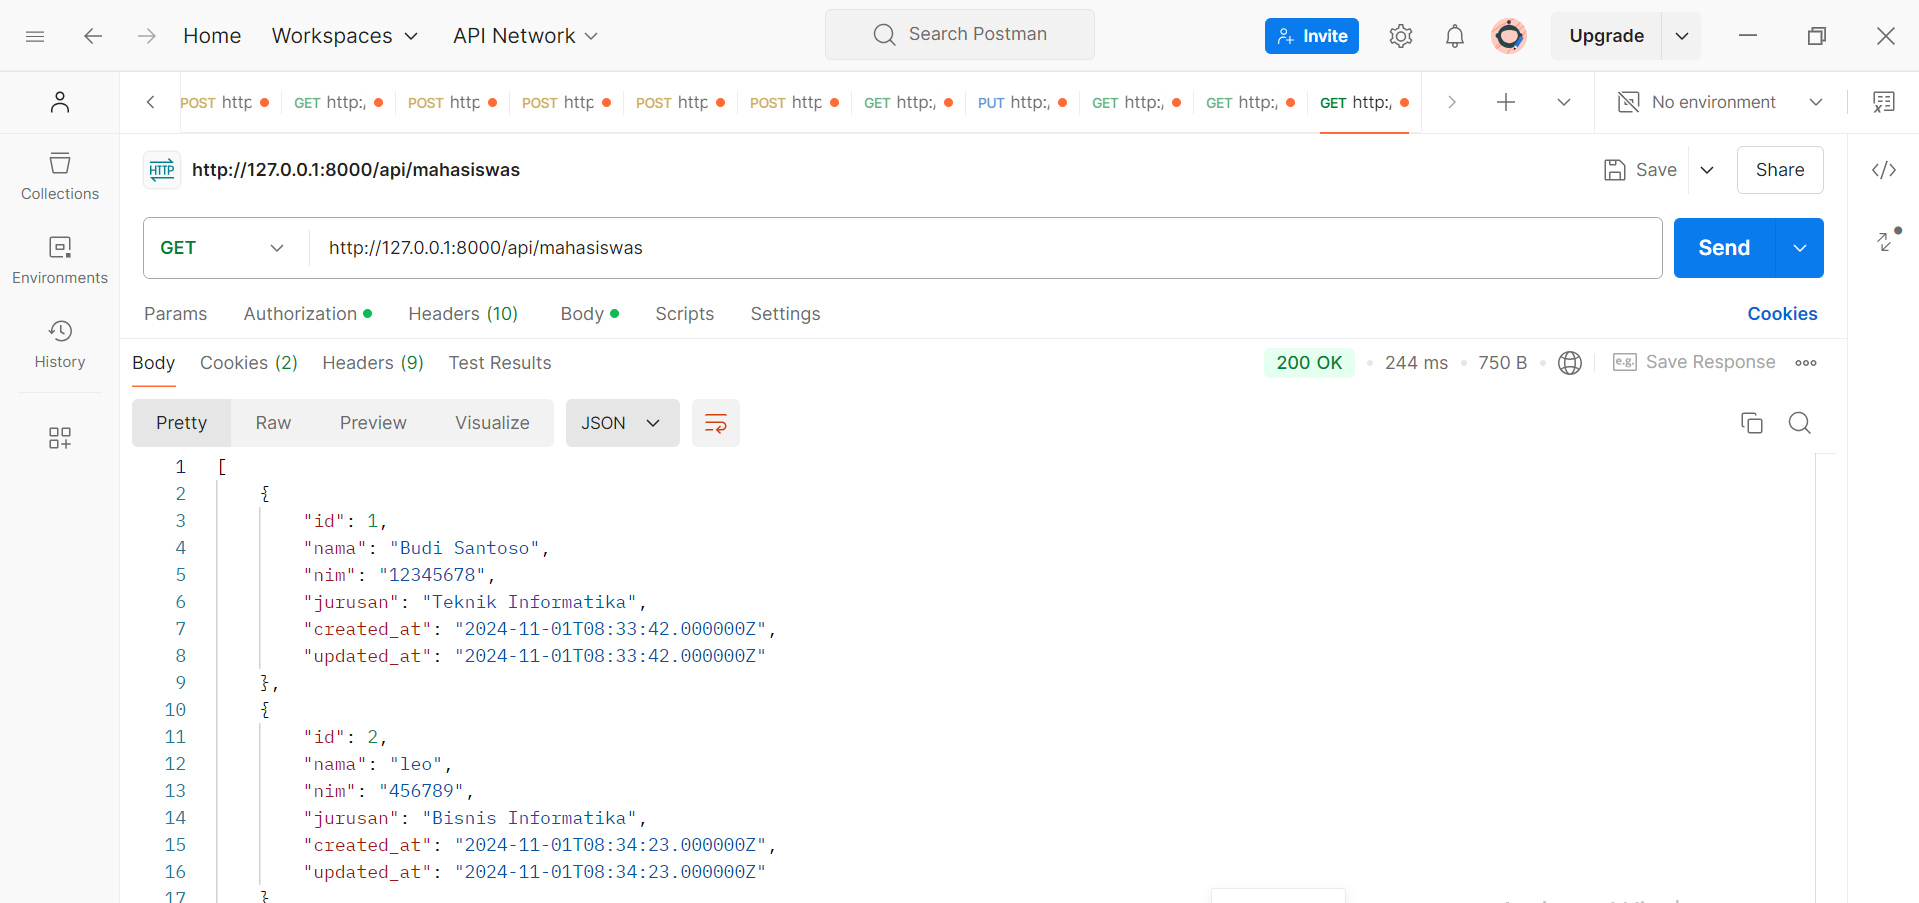 Home Workspaces API Network Search Postman Invite Upgrade
POST http GET http:/ POST http POST http POST http POST http GET http:/ PUT http:/ GET http:/ GET http:/ GET http:/ No environment
HTTP http://127.0.0.1:8000/api/mahasiswas Save Share
Collections
GET http://127.0.0.1:8000/api/mahasiswas Send
Environments
Params Authorization Headers (10) Body Scripts Settings Cookies
History
Body Cookies (2) Headers (9) Test Results 200 OK 244 ms 750 B e.g. Save Response
Pretty Raw Preview Visualize JSON
1 [
2 {
3 "id": 1,
4 "nama": "Budi Santoso",
5 "nim": "12345678",
6 "jurusan": "Teknik Informatika",
7 "created_at": "2024-11-01T08:33:42.000000Z",
8 "updated_at": "2024-11-01T08:33:42.000000Z"
9 },
10 {
11 "id": 2,
12 "nama": "leo",
13 "nim": "456789",
14 "jurusan": "Bisnis Informatika",
15 "created_at": "2024-11-01T08:34:23.000000Z",
16 "updated_at": "2024-11-01T08:34:23.000000Z"
17 }